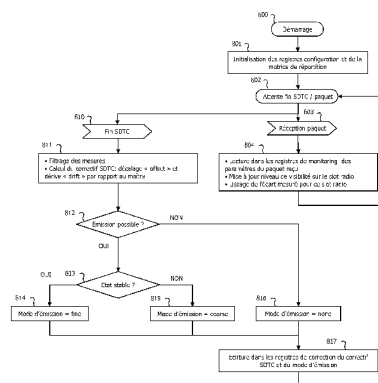 800
Démarrage
801
Initialisation des registres configuration et de la
matrice de répartition
802
Attente fin SDTC / paquet
810
803
Fin SDTC
Réception paquet
811
804
• Filtrage des mesures
• Calcul du correctif SDTC: décalage « offset » et
dérive « drift » par rapport au maître
• Lecture dans les registres de monitoring des
paramètres du paquet reçu
• Mise à jour niveau de visibilité sur le slot radio
• Lissage de l'écart mesuré pour ce slot radio
812
Emission possible ?
NON
OUI
813
OUI
Etat stable ?
NON
814
815
816
Mode d'émission = fine
Mode d'émission = coarse
Mode d'émission = none
817
Ecriture dans les registres de correction du correctif
SDTC et du mode d'émission